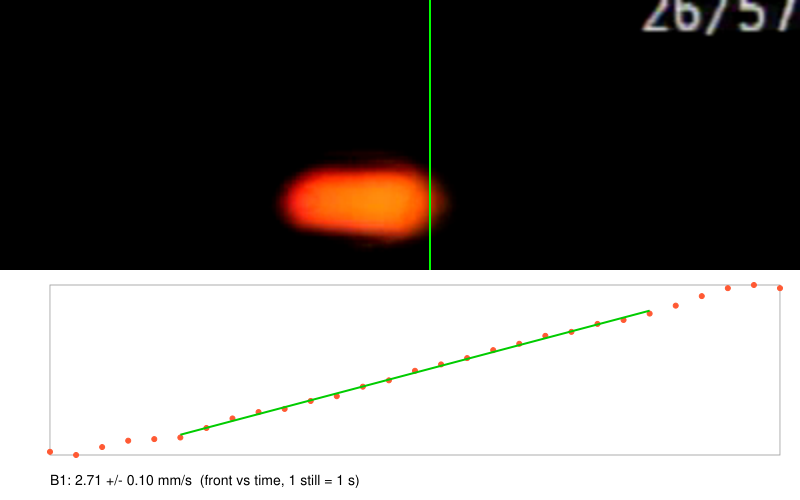 26/57
B1: 2.71 +/- 0.10 mm/s  (front vs time, 1 still = 1 s)